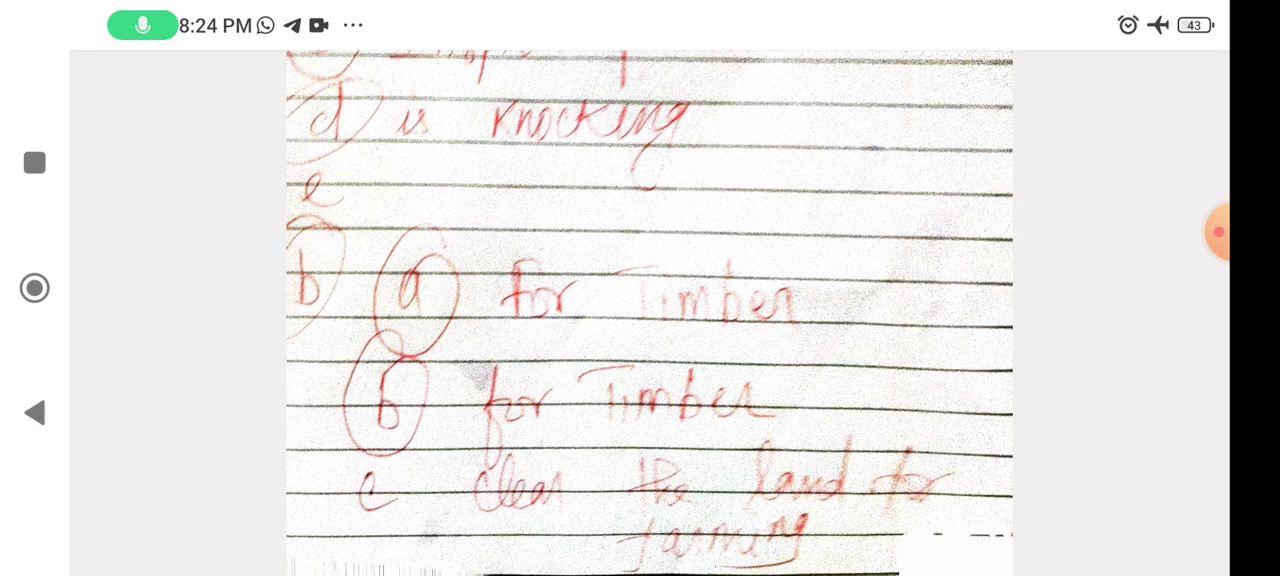 8:24 PM
43
d is knocking
e
b a for Timber
b for Timber
c clear the land for
farming